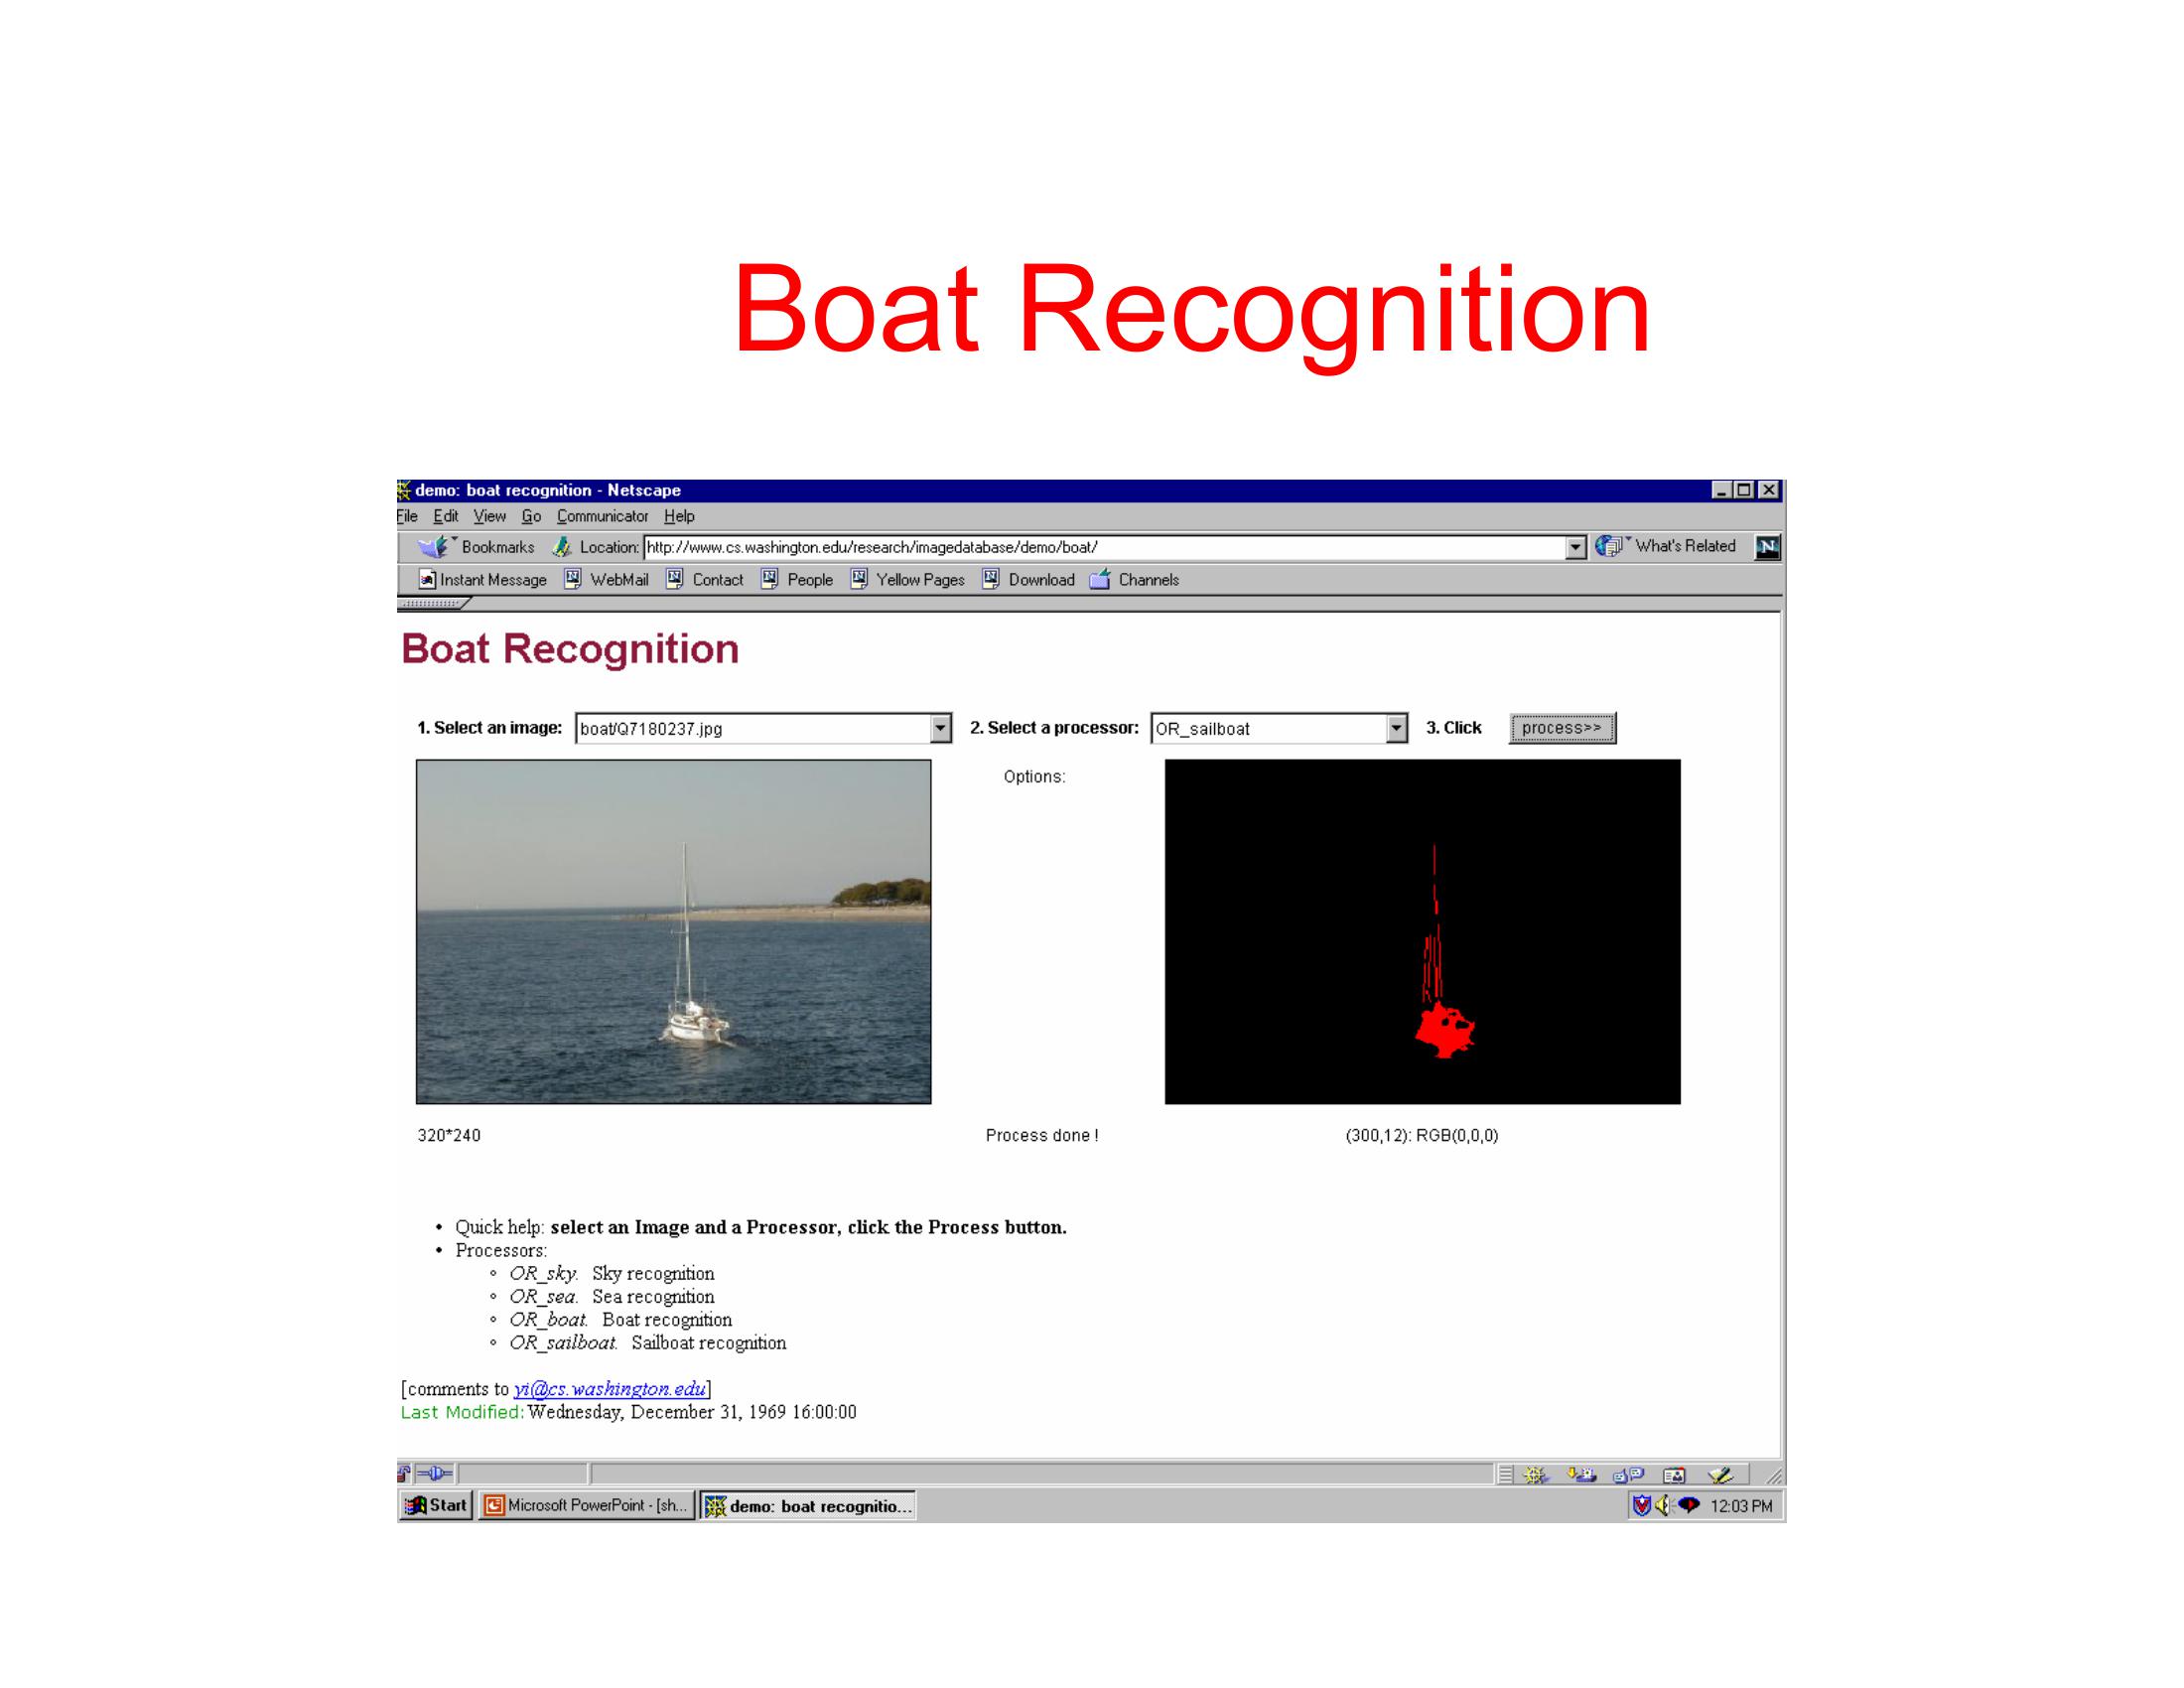 Boat Recognition
demo: boat recognition - Netscape
File Edit View Go Communicator Help
Bookmarks Location: http://www.cs.washington.edu/research/imagedatabase/demo/boat/ What's Related N
Instant Message WebMail Contact People Yellow Pages Download Channels
Boat Recognition
1. Select an image: boat/Q7180237.jpg 2. Select a processor: OR_sailboat 3. Click process>>
Options:
320*240 Process done ! (300,12): RGB(0,0,0)
• Quick help: select an Image and a Processor, click the Process button.
• Processors:
◦ OR_sky. Sky recognition
◦ OR_sea. Sea recognition
◦ OR_boat. Boat recognition
◦ OR_sailboat. Sailboat recognition
[comments to yi@cs.washington.edu]
Last Modified: Wednesday, December 31, 1969 16:00:00
Start Microsoft PowerPoint - [sh... demo: boat recognitio... 12:03 PM